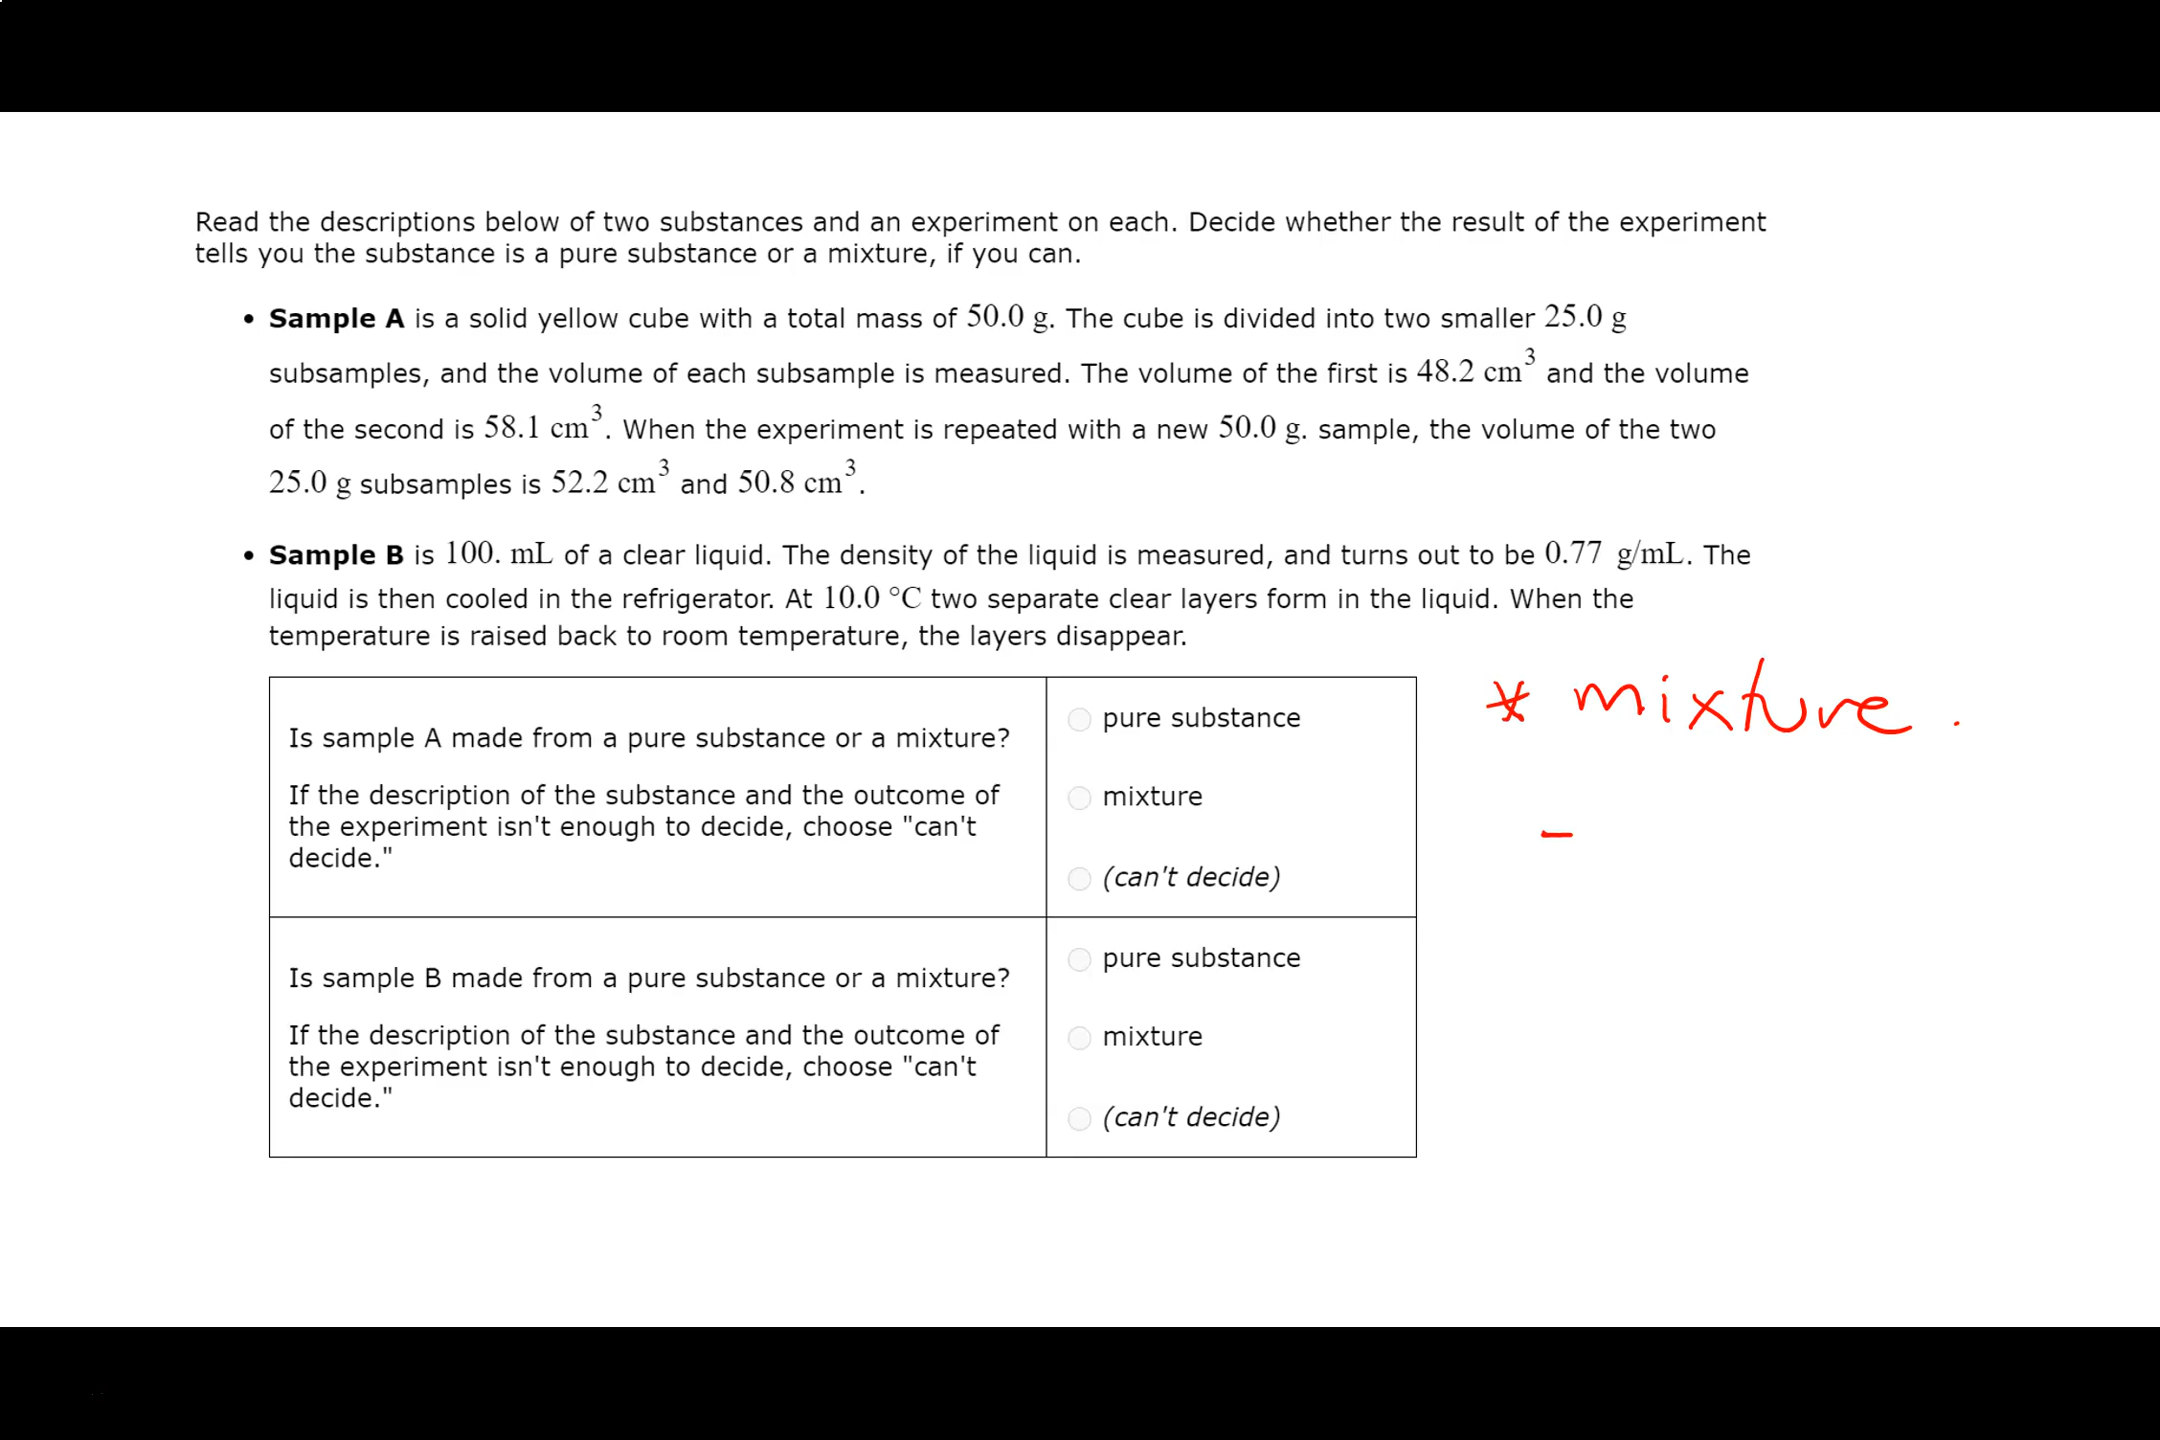 Read the descriptions below of two substances and an experiment on each. Decide whether the result of the experiment
tells you the substance is a pure substance or a mixture, if you can.
• Sample A is a solid yellow cube with a total mass of 50.0 g. The cube is divided into two smaller 25.0 g
subsamples, and the volume of each subsample is measured. The volume of the first is 48.2 cm³ and the volume
of the second is 58.1 cm³. When the experiment is repeated with a new 50.0 g. sample, the volume of the two
25.0 g subsamples is 52.2 cm³ and 50.8 cm³.
• Sample B is 100. mL of a clear liquid. The density of the liquid is measured, and turns out to be 0.77 g/mL. The
liquid is then cooled in the refrigerator. At 10.0 °C two separate clear layers form in the liquid. When the
temperature is raised back to room temperature, the layers disappear.
Is sample A made from a pure substance or a mixture?
If the description of the substance and the outcome of
the experiment isn't enough to decide, choose "can't
decide."
pure substance
mixture
(can't decide)
* mixture.
-
Is sample B made from a pure substance or a mixture?
If the description of the substance and the outcome of
the experiment isn't enough to decide, choose "can't
decide."
pure substance
mixture
(can't decide)